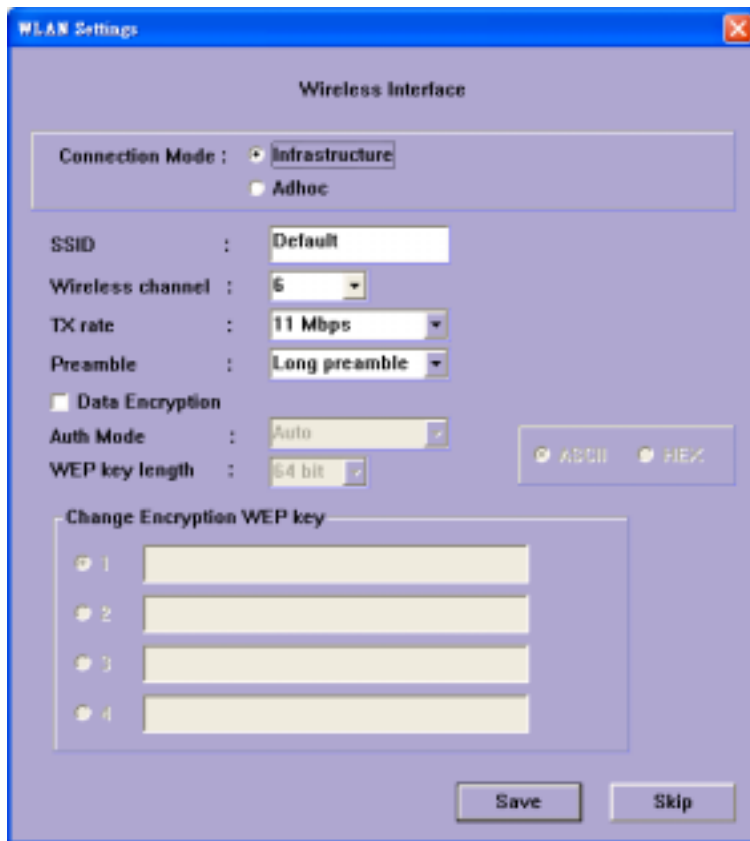 WLAN Settings
Wireless Interface
Connection Mode : Infrastructure
Adhoc
SSID : Default
Wireless channel : 6
TX rate : 11 Mbps
Preamble : Long preamble
Data Encryption
Auth Mode : Auto
WEP key length : 64 bit
ASCII HEX
Change Encryption WEP key
1
2
3
4
Save Skip